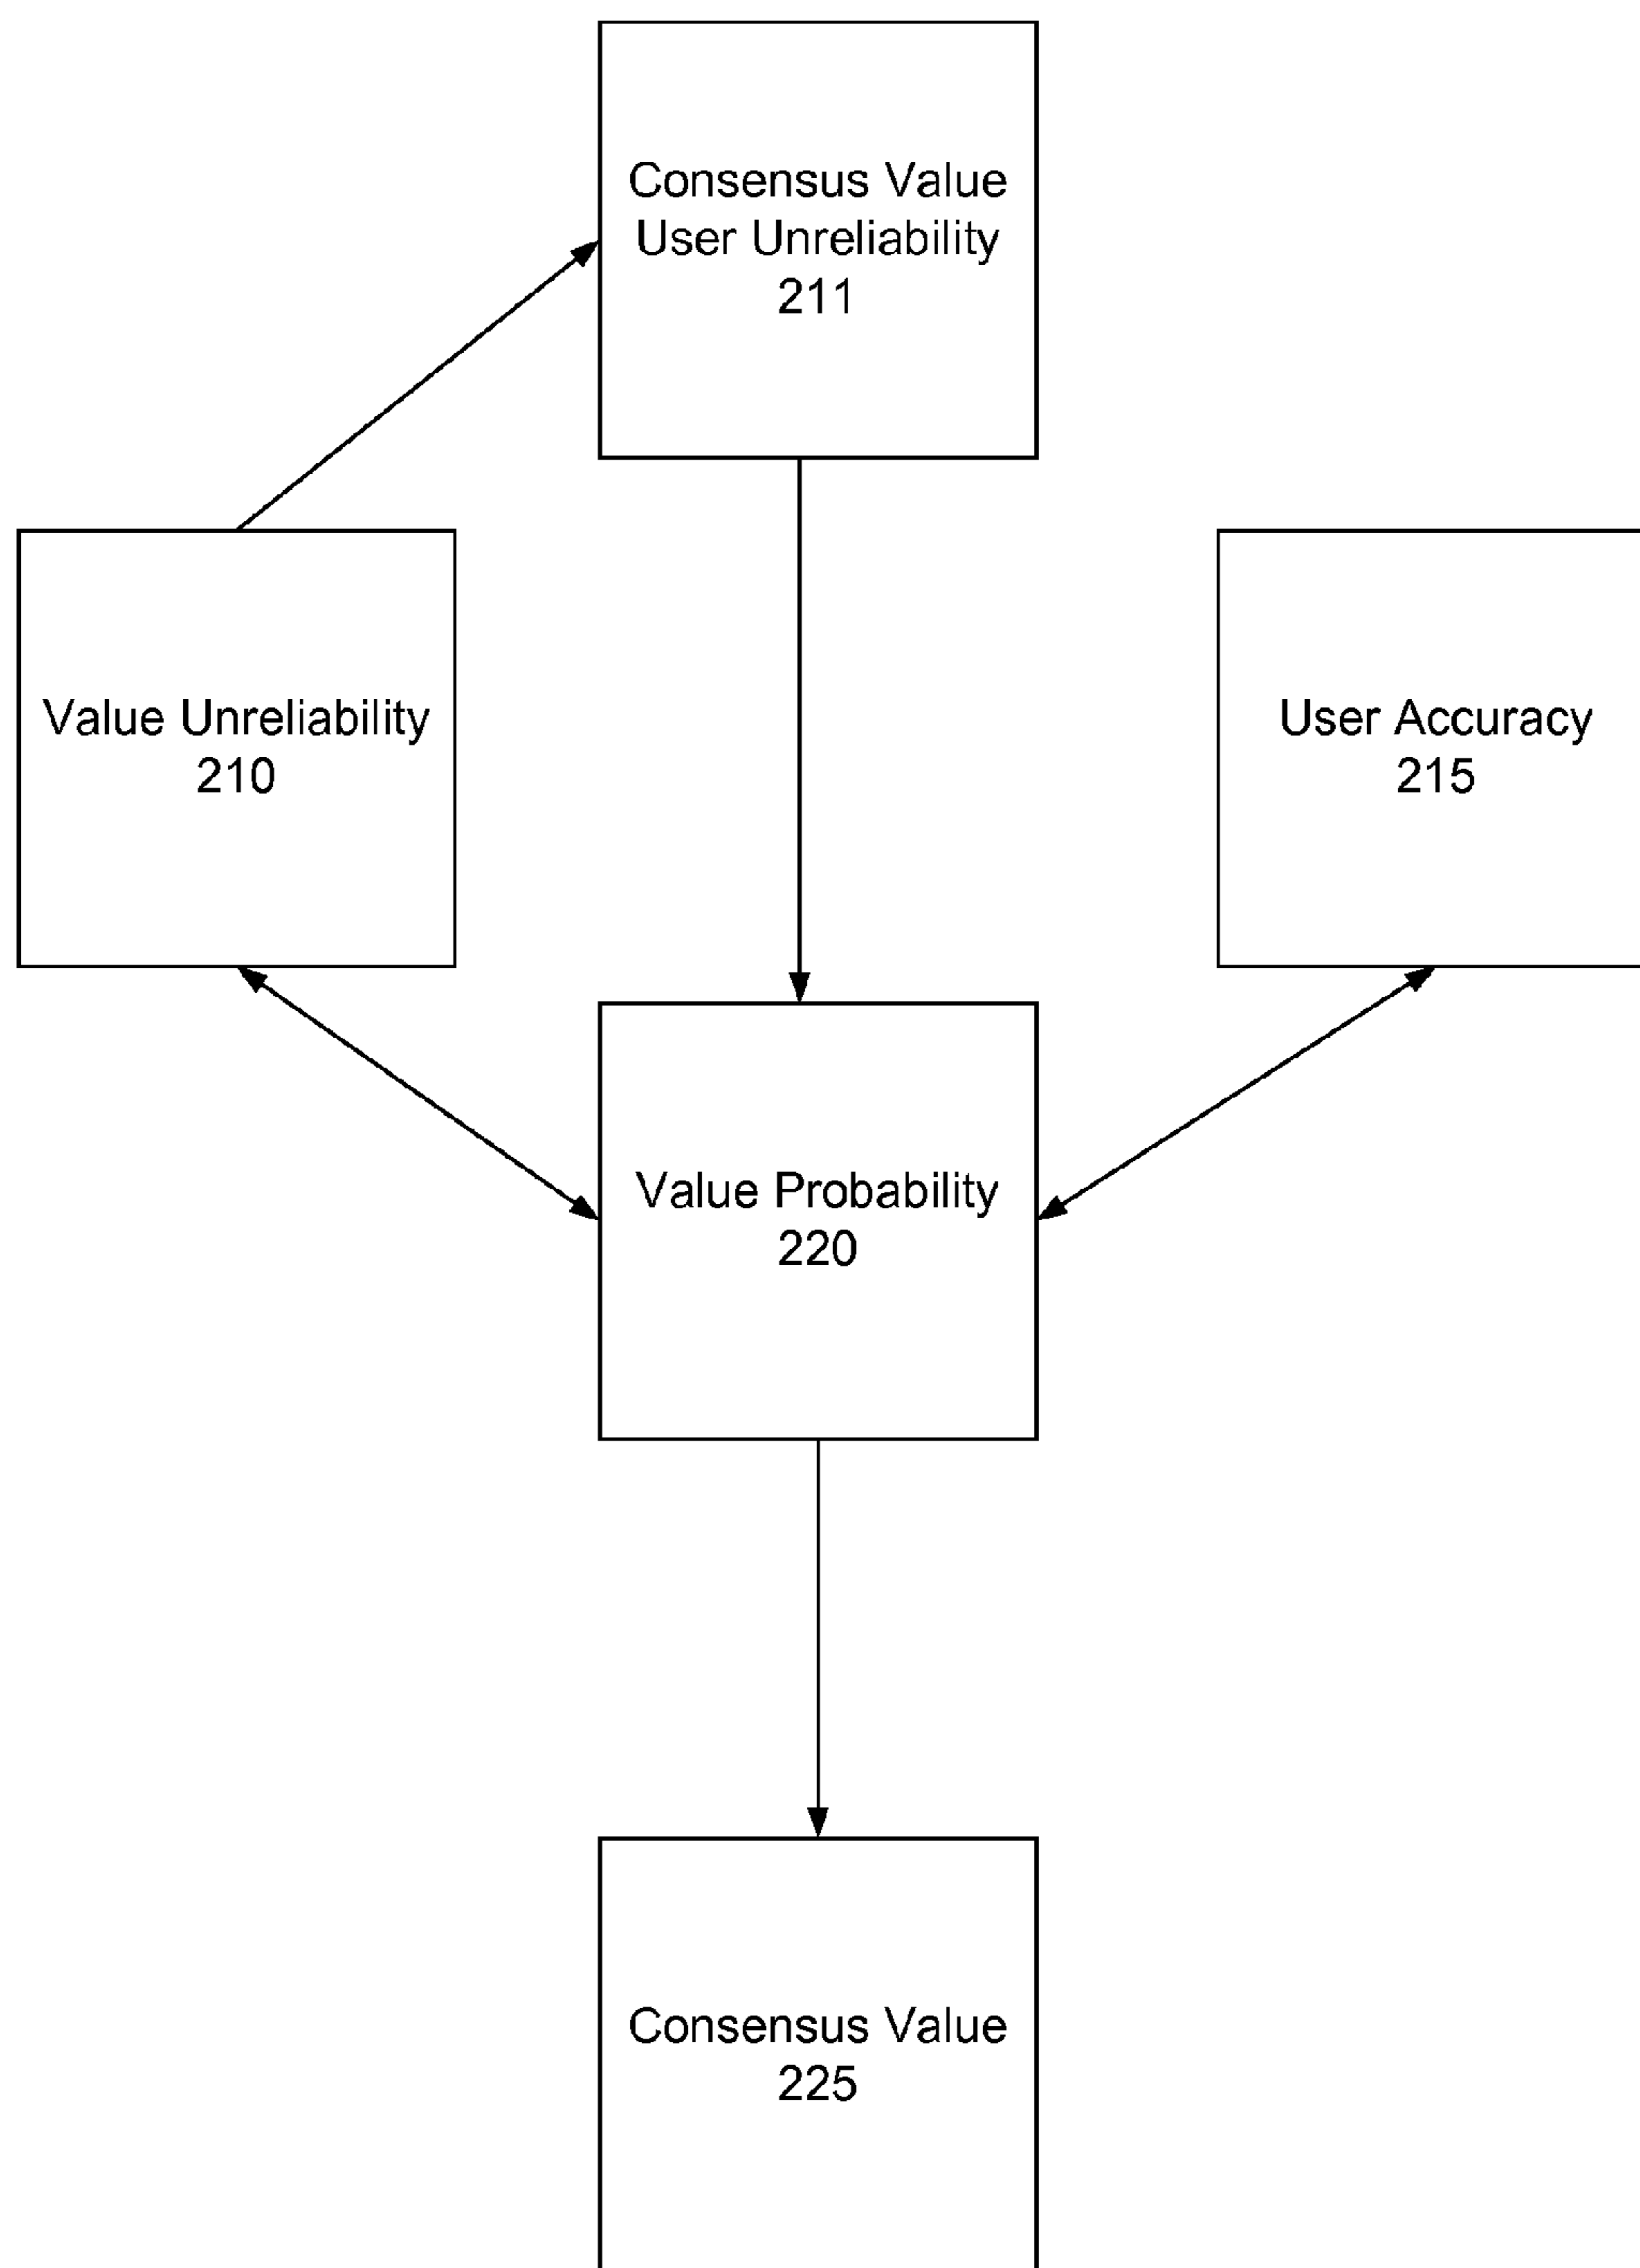 Consensus Value
User Unreliability
211
Value Unreliability
210
User Accuracy
215
Value Probability
220
Consensus Value
225